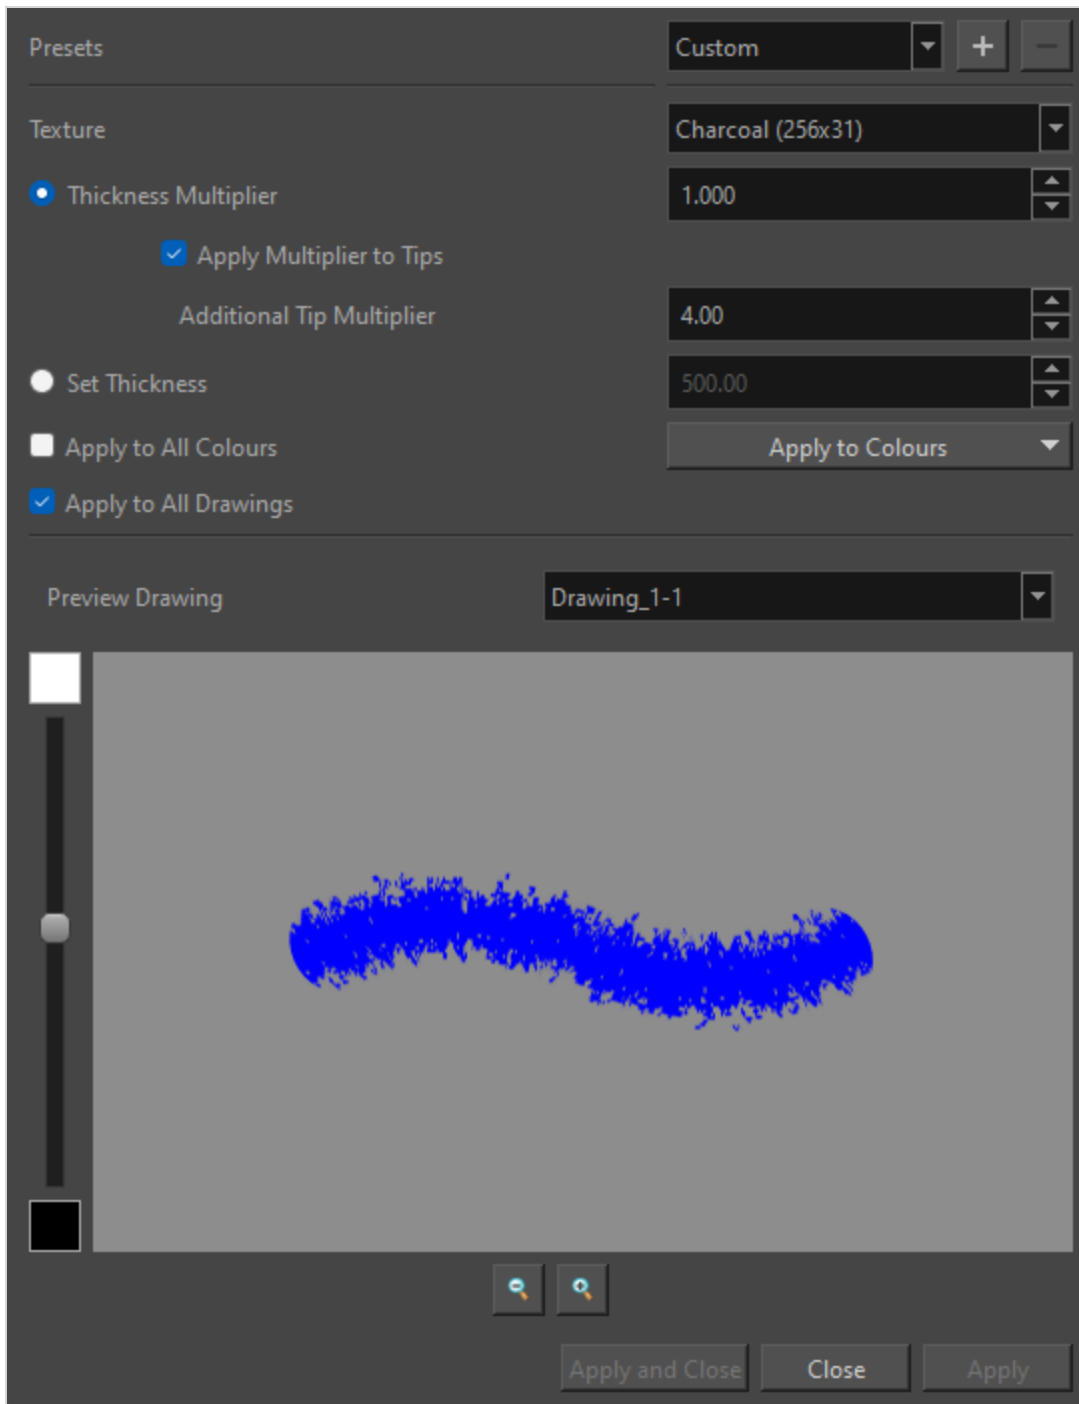 Presets Custom
Texture Charcoal (256x31)
Thickness Multiplier 1.000
Apply Multiplier to Tips
Additional Tip Multiplier 4.00
Set Thickness 500.00
Apply to All Colours Apply to Colours
Apply to All Drawings
Preview Drawing Drawing_1-1
Apply and Close Close Apply